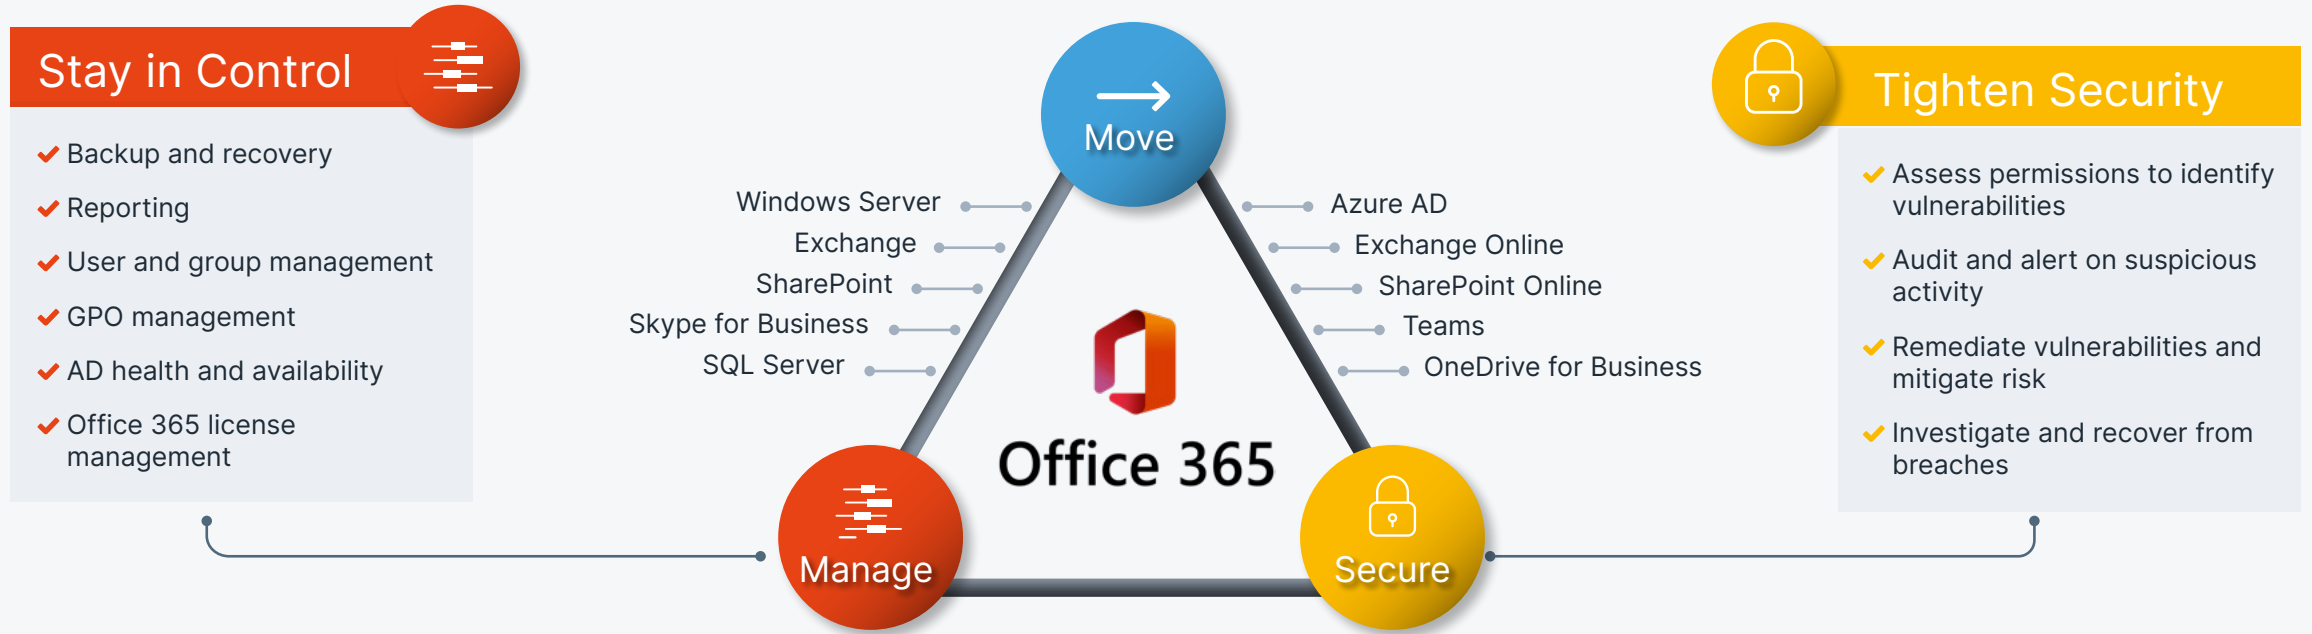 Stay in Control
Backup and recovery
Reporting
User and group management
GPO management
AD health and availability
Office 365 license
management
Move
Windows Server
Exchange
SharePoint
Skype for Business
SQL Server
Azure AD
Exchange Online
SharePoint Online
Teams
OneDrive for Business
Office 365
Manage
Secure
Tighten Security
Assess permissions to identify
vulnerabilities
Audit and alert on suspicious
activity
Remediate vulnerabilities and
mitigate risk
Investigate and recover from
breaches